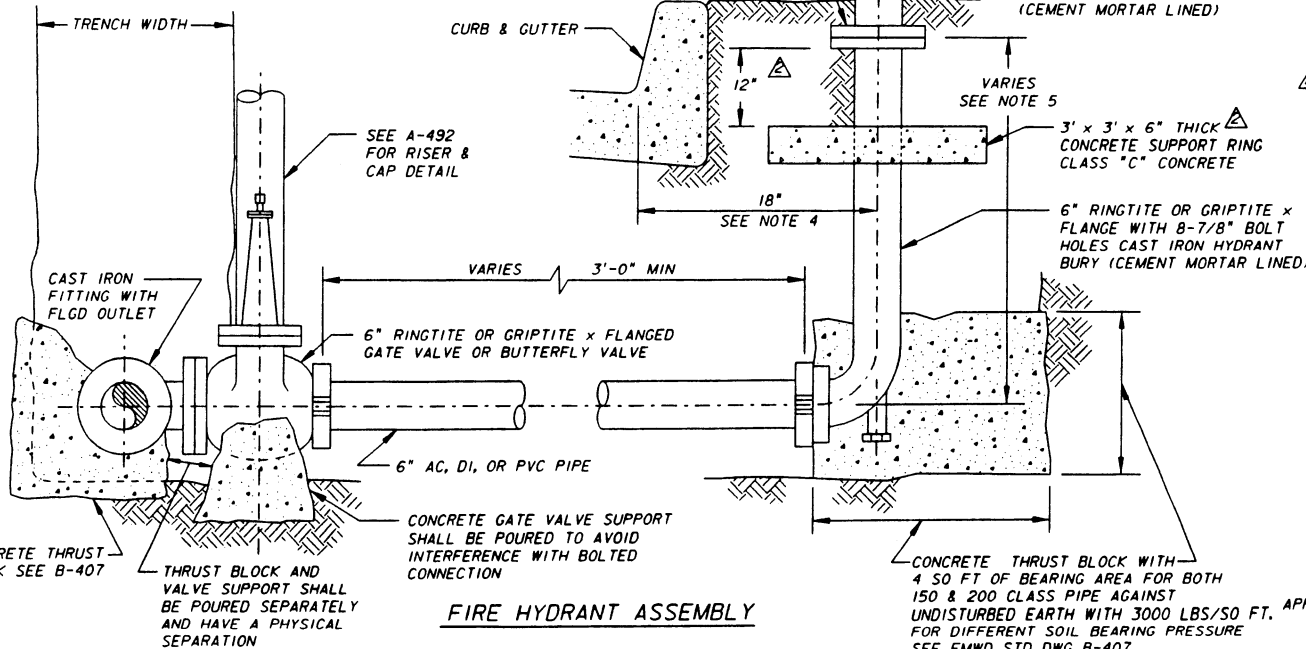 (CEMENT MORTAR LINED)
TRENCH WIDTH
CURB & GUTTER
12"
2
VARIES
SEE NOTE 5
3' x 3' x 6" THICK 2
CONCRETE SUPPORT RING
CLASS "C" CONCRETE
SEE A-492
FOR RISER &
CAP DETAIL
18"
SEE NOTE 4
6" RINGTITE OR GRIPTITE x
FLANGE WITH 8-7/8" BOLT
HOLES CAST IRON HYDRANT
BURY (CEMENT MORTAR LINED)
VARIES 3'-0" MIN
CAST IRON
FITTING WITH
FLGD OUTLET
6" RINGTITE OR GRIPTITE x FLANGED
GATE VALVE OR BUTTERFLY VALVE
6" AC, DI, OR PVC PIPE
CONCRETE GATE VALVE SUPPORT
SHALL BE POURED TO AVOID
INTERFERENCE WITH BOLTED
CONNECTION
RETE THRUST
K SEE B-407
THRUST BLOCK AND
VALVE SUPPORT SHALL
BE POURED SEPARATELY
AND HAVE A PHYSICAL
SEPARATION
FIRE HYDRANT ASSEMBLY
CONCRETE THRUST BLOCK WITH
4 SQ FT OF BEARING AREA FOR BOTH
150 & 200 CLASS PIPE AGAINST
UNDISTURBED EARTH WITH 3000 LBS/SQ FT.
FOR DIFFERENT SOIL BEARING PRESSURE
SEE EMWD STD DWG B-407